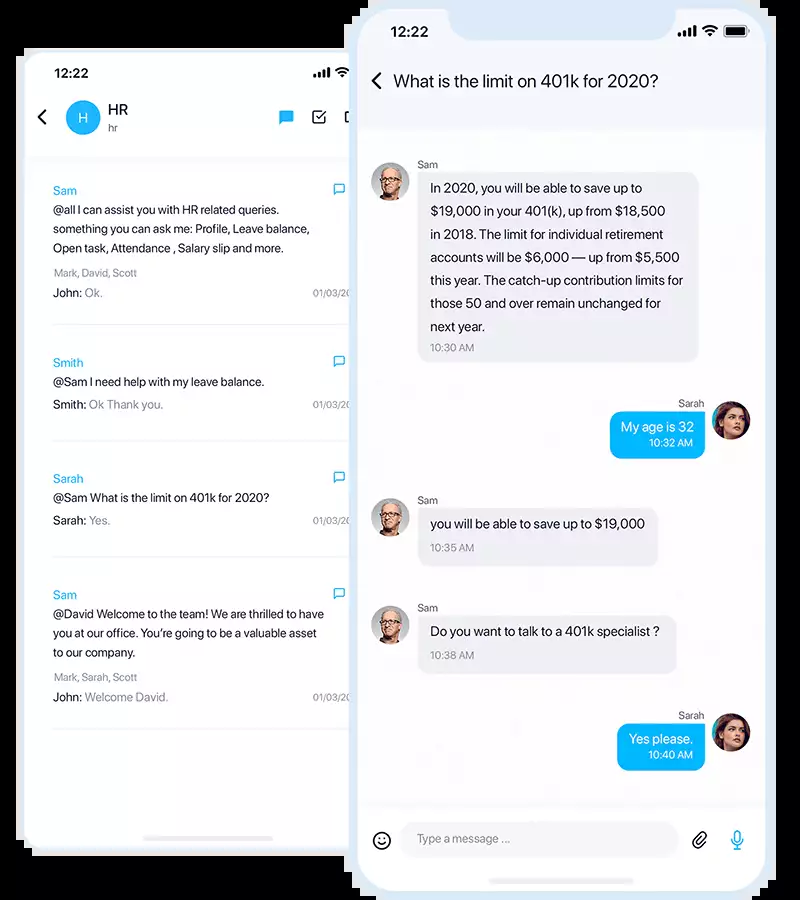 12:22
H
HR
hr
Sam
@all I can assist you with HR related queries.
something you can ask me: Profile, Leave balance,
Open task, Attendance , Salary slip and more.
Mark, David, Scott
John: Ok.
01/03/20
Smith
@Sam I need help with my leave balance.
Smith: Ok Thank you.
01/03/20
Sarah
@Sam What is the limit on 401k for 2020?
Sarah: Yes.
01/03/20
Sam
@David Welcome to the team! We are thrilled to have
you at our office. You’re going to be a valuable asset
to our company.
Mark, Sarah, Scott
John: Welcome David.
01/03/20
12:22
What is the limit on 401k for 2020?
Sam
In 2020, you will be able to save up to
$19,000 in your 401(k), up from $18,500
in 2018. The limit for individual retirement
accounts will be $6,000 — up from $5,500
this year. The catch-up contribution limits for
those 50 and over remain unchanged for
next year.
10:30 AM
Sarah
My age is 32
10:32 AM
Sam
you will be able to save up to $19,000
10:35 AM
Sam
Do you want to talk to a 401k specialist ?
10:38 AM
Sarah
Yes please.
10:40 AM
Type a message ...